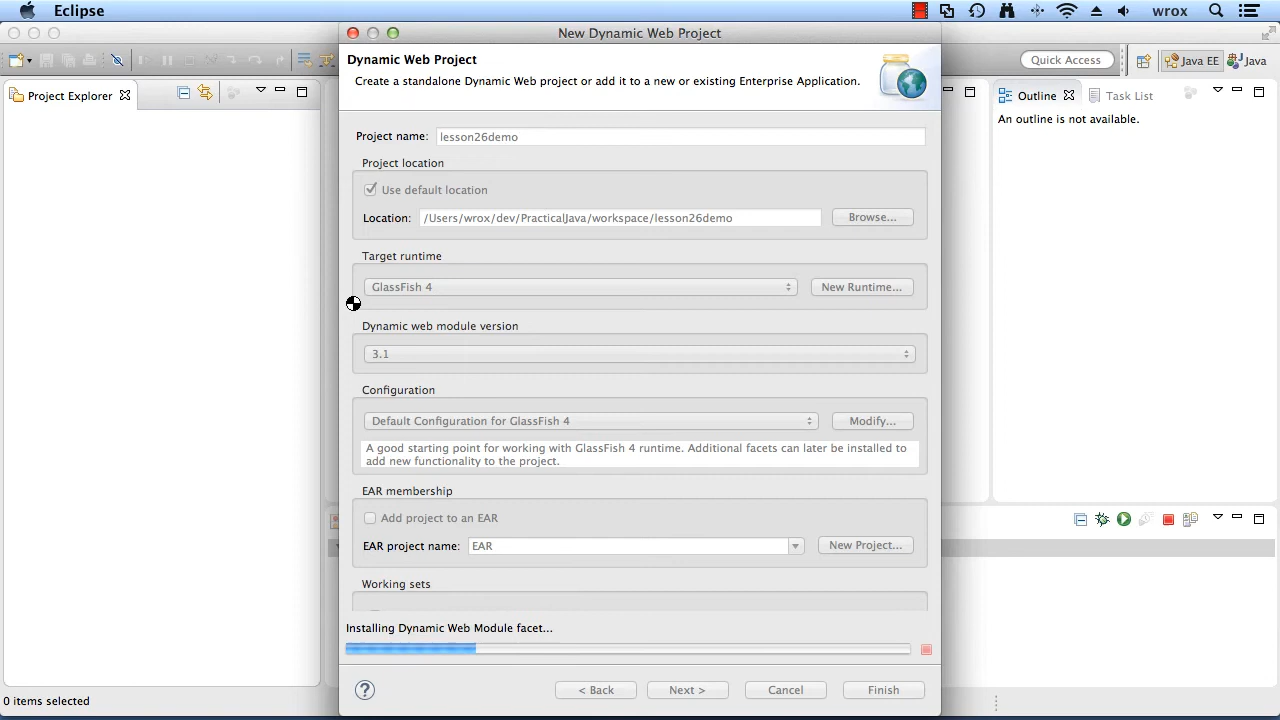 Eclipse
wrox
New Dynamic Web Project
Dynamic Web Project
Create a standalone Dynamic Web project or add it to a new or existing Enterprise Application.
Quick Access
Java EE
Java
Project Explorer
Outline
Task List
An outline is not available.
Project name: lesson26demo
Project location
Use default location
Location: /Users/wrox/dev/PracticalJava/workspace/lesson26demo
Browse...
Target runtime
GlassFish 4
New Runtime...
Dynamic web module version
3.1
Configuration
Default Configuration for GlassFish 4
Modify...
A good starting point for working with GlassFish 4 runtime. Additional facets can later be installed to
add new functionality to the project.
EAR membership
Add project to an EAR
EAR project name: EAR
New Project...
Working sets
Installing Dynamic Web Module facet...
? < Back Next > Cancel Finish
0 items selected